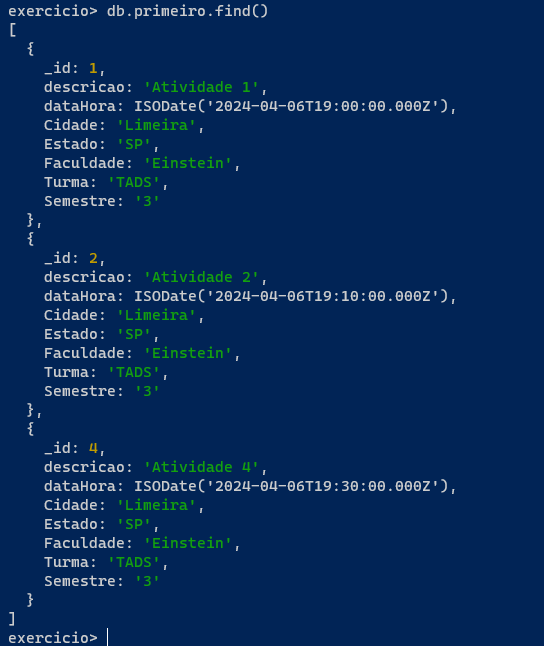 exercicio> db.primeiro.find()
[
  {
    _id: 1,
    descricao: 'Atividade 1',
    dataHora: ISODate('2024-04-06T19:00:00.000Z'),
    Cidade: 'Limeira',
    Estado: 'SP',
    Faculdade: 'Einstein',
    Turma: 'TADS',
    Semestre: '3'
  },
  {
    _id: 2,
    descricao: 'Atividade 2',
    dataHora: ISODate('2024-04-06T19:10:00.000Z'),
    Cidade: 'Limeira',
    Estado: 'SP',
    Faculdade: 'Einstein',
    Turma: 'TADS',
    Semestre: '3'
  },
  {
    _id: 4,
    descricao: 'Atividade 4',
    dataHora: ISODate('2024-04-06T19:30:00.000Z'),
    Cidade: 'Limeira',
    Estado: 'SP',
    Faculdade: 'Einstein',
    Turma: 'TADS',
    Semestre: '3'
  }
]
exercicio>